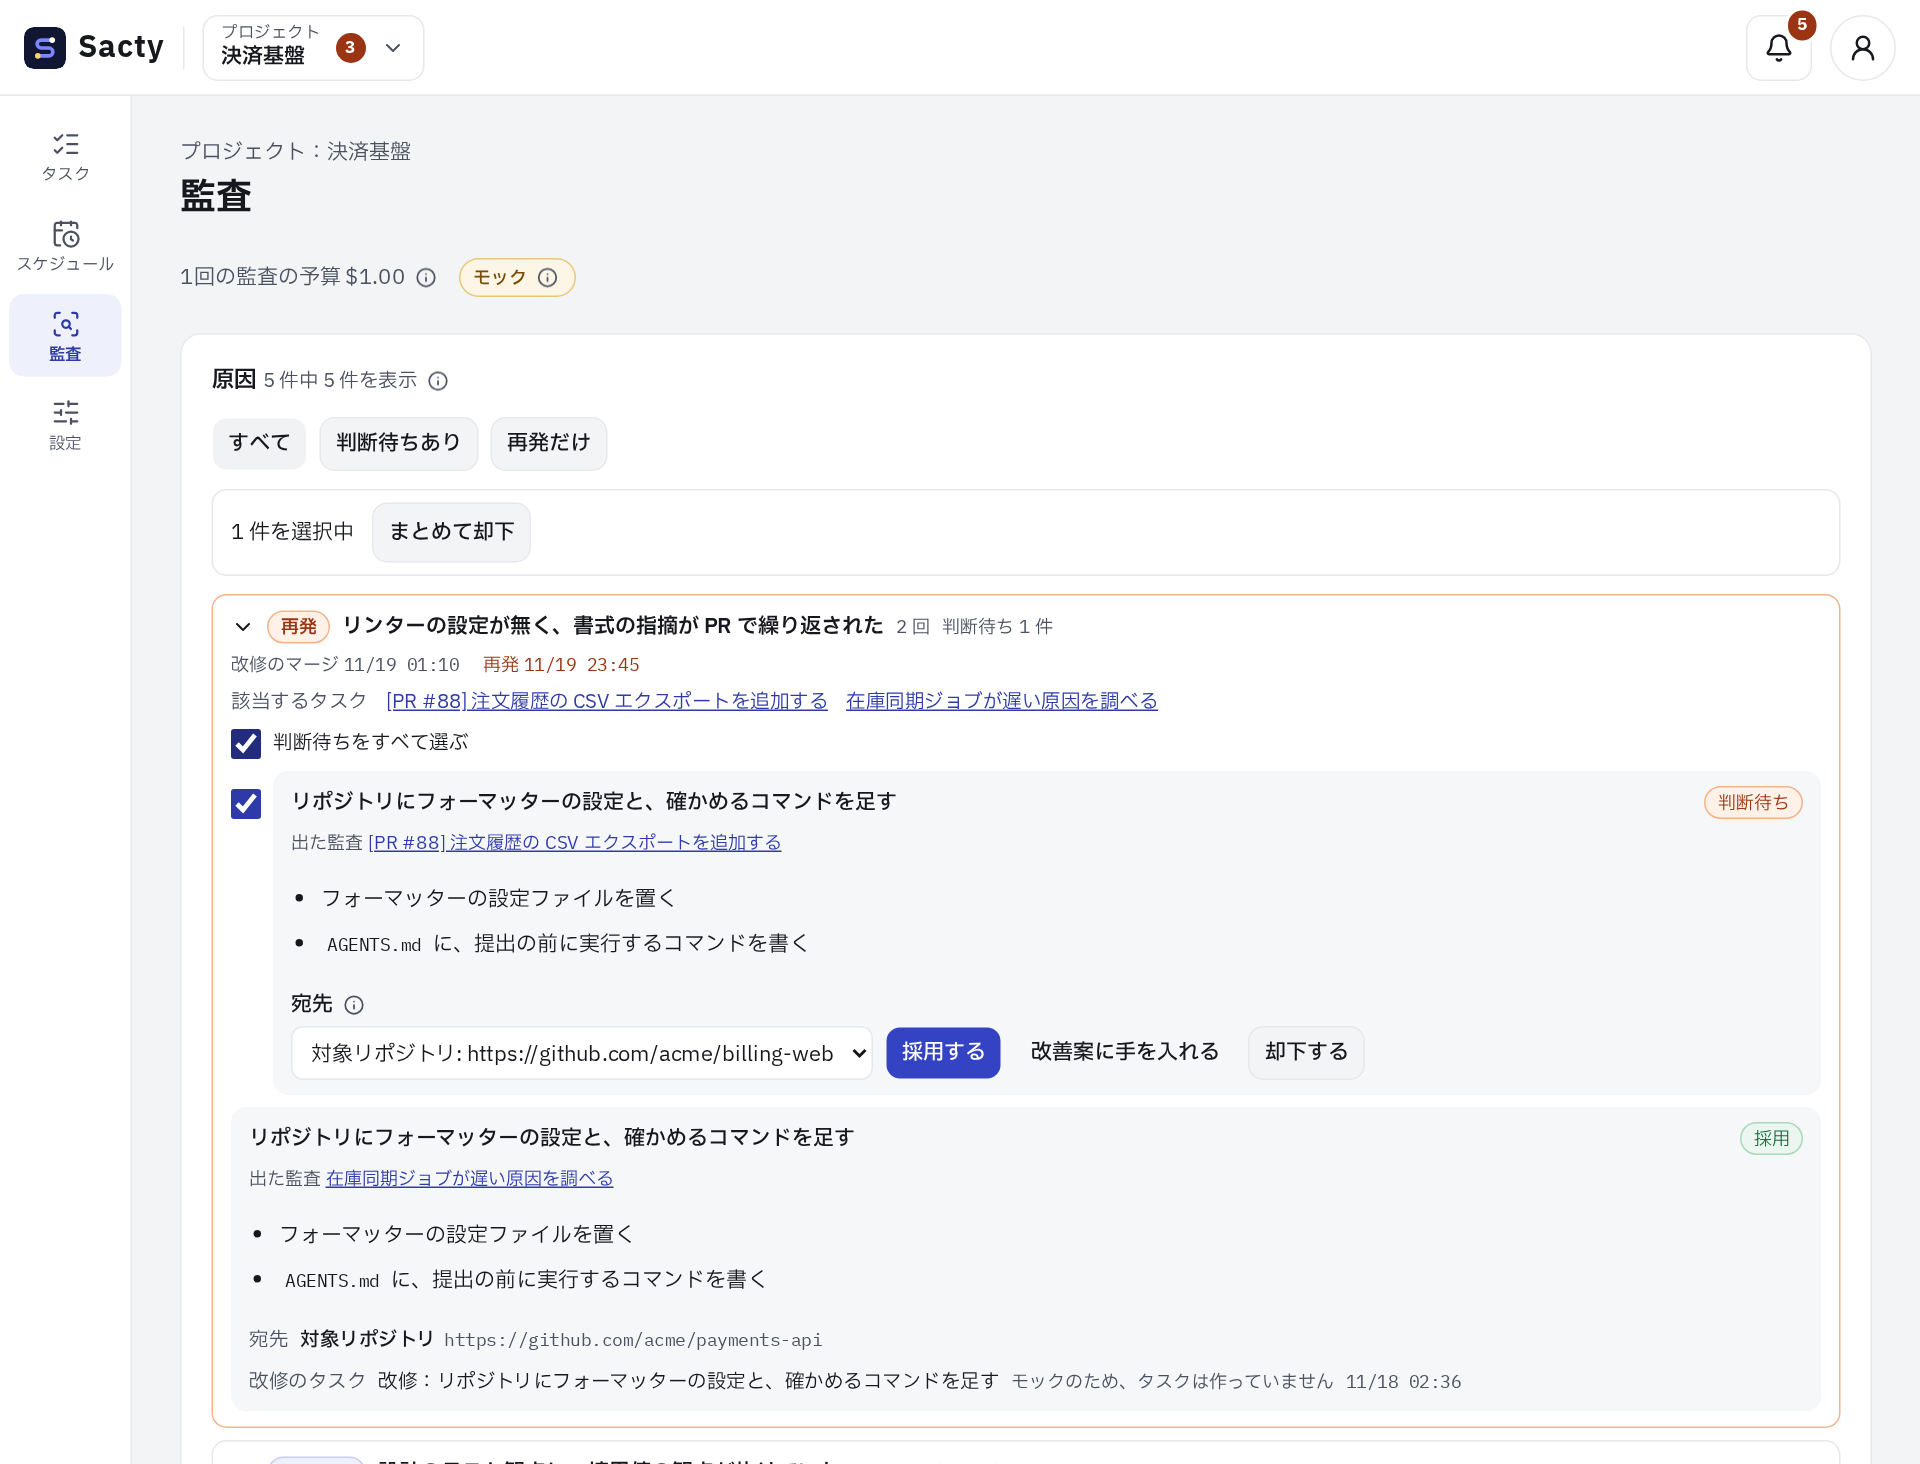 Sacty
プロジェクト
決済基盤
3
5
タスク
スケジュール
監査
設定
プロジェクト：決済基盤
監査
1回の監査の予算 $1.00
モック
原因 5 件中 5 件を表示
すべて 判断待ちあり 再発だけ
1 件を選択中 まとめて却下
再発 リンターの設定が無く、書式の指摘が PR で繰り返された 2 回 判断待ち 1 件
改修のマージ 11/19 01:10 再発 11/19 23:45
該当するタスク [PR #88] 注文履歴の CSV エクスポートを追加する 在庫同期ジョブが遅い原因を調べる
判断待ちをすべて選ぶ
リポジトリにフォーマッターの設定と、確かめるコマンドを足す 判断待ち
出た監査 [PR #88] 注文履歴の CSV エクスポートを追加する
フォーマッターの設定ファイルを置く
AGENTS.md に、提出の前に実行するコマンドを書く
宛先
対象リポジトリ: https://github.com/acme/billing-web 採用する 改善案に手を入れる 却下する
リポジトリにフォーマッターの設定と、確かめるコマンドを足す 採用
出た監査 在庫同期ジョブが遅い原因を調べる
フォーマッターの設定ファイルを置く
AGENTS.md に、提出の前に実行するコマンドを書く
宛先 対象リポジトリ https://github.com/acme/payments-api
改修のタスク 改修：リポジトリにフォーマッターの設定と、確かめるコマンドを足す モックのため、タスクは作っていません 11/18 02:36